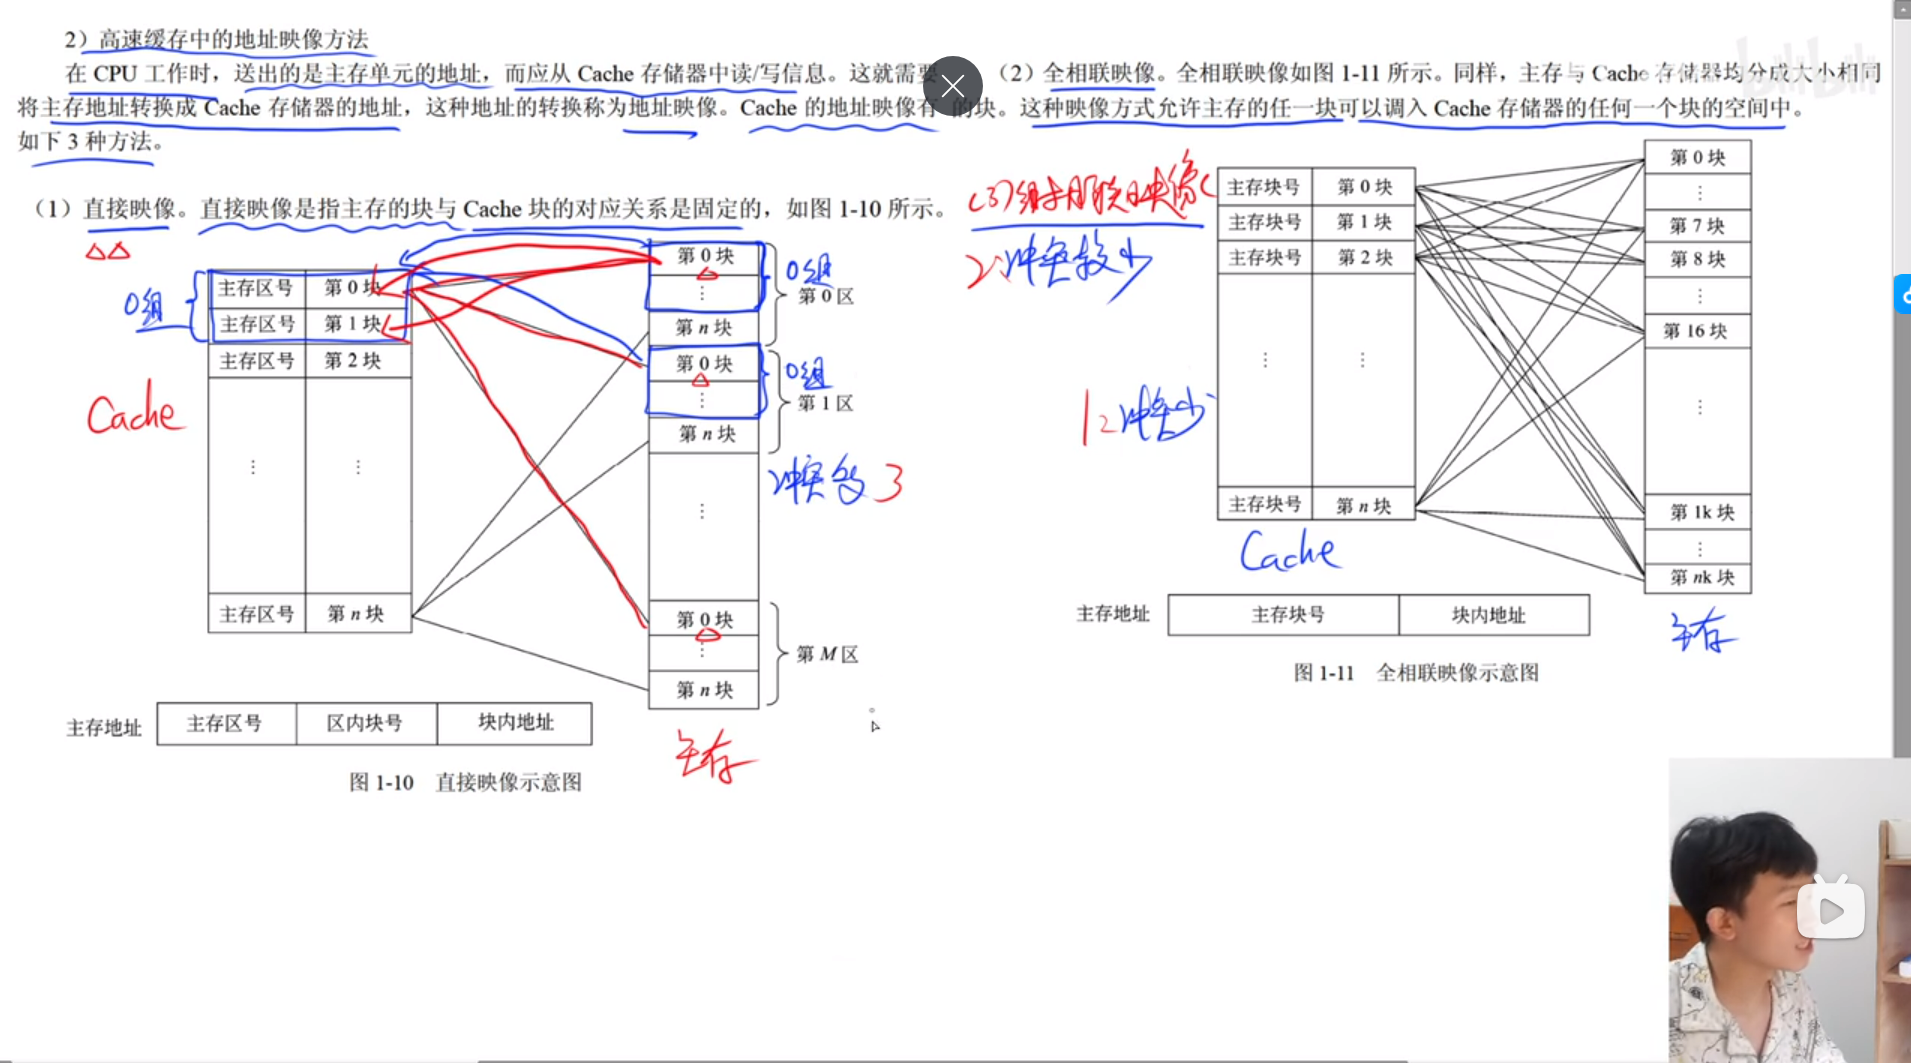 2）高速缓存中的地址映像方法
在 CPU 工作时，送出的是主存单元的地址，而应从 Cache 存储器中读/写信息。这就需要
将主存地址转换成 Cache 存储器的地址，这种地址的转换称为地址映像。Cache 的地址映像有
如下 3 种方法。
（1）直接映像。直接映像是指主存的块与 Cache 块的对应关系是固定的，如图 1-10 所示。
△△
0组
主存区号 第 0 块
主存区号 第 1 块
主存区号 第 2 块
⋮ ⋮
主存区号 第 n 块
Cache
第 0 块
⋮
第 n 块
0组
第 0 区
第 0 块
⋮
第 n 块
0组
第 1 区
冲突多 3
⋮
第 0 块
⋮
第 n 块
第 M 区
主存
主存地址 主存区号 区内块号 块内地址
图 1-10 直接映像示意图
（2）全相联映像。全相联映像如图 1-11 所示。同样，主存与 Cache 存储器均分成大小相同
的块。这种映像方式允许主存的任一块可以调入 Cache 存储器的任何一个块的空间中。
bilibili
(3)组相联映像
2:冲突较少
1:冲突少
主存块号 第 0 块
主存块号 第 1 块
主存块号 第 2 块
⋮ ⋮
主存块号 第 n 块
Cache
第 0 块
⋮
第 7 块
第 8 块
⋮
第 16 块
⋮
第 1k 块
⋮
第 nk 块
主存
主存地址 主存块号 块内地址
图 1-11 全相联映像示意图